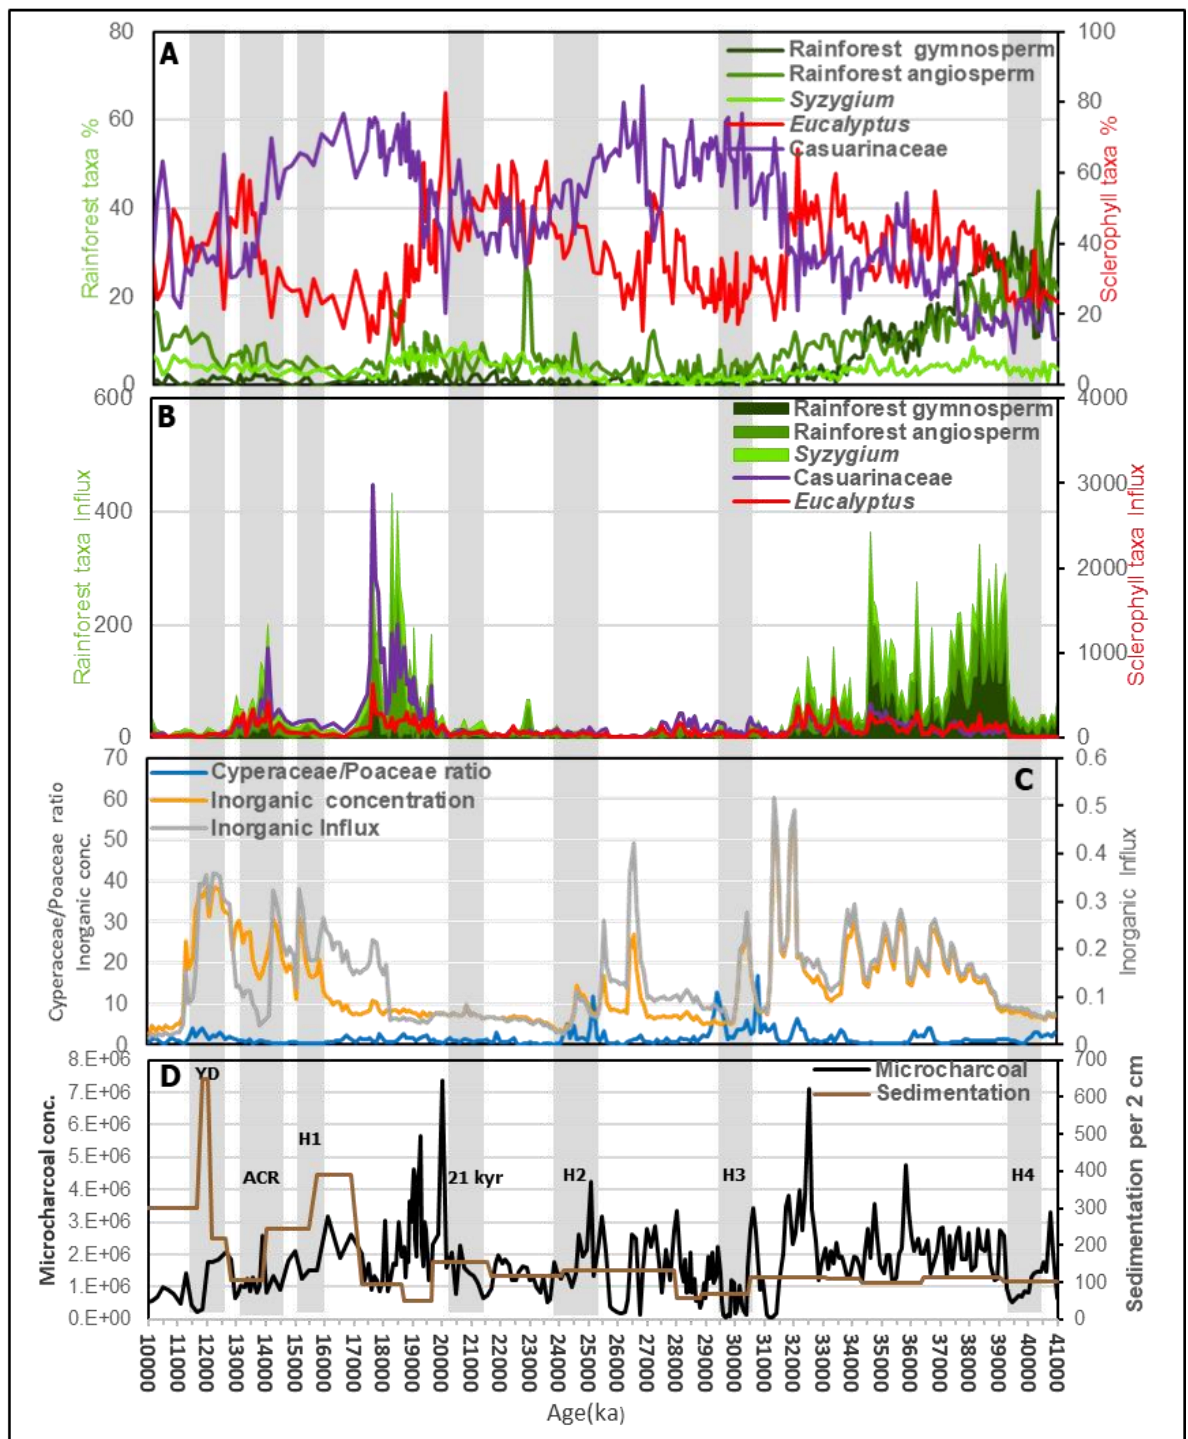 A
80
60
40
20
0
Rainforest taxa %
100
80
60
40
20
0
Sclerophyll taxa %
Rainforest gymnosperm
Rainforest angiosperm
Syzygium
Eucalyptus
Casuarinaceae
B
600
400
200
0
Rainforest taxa Influx
4000
3000
2000
1000
0
Sclerophyll taxa Influx
Rainforest gymnosperm
Rainforest angiosperm
Syzygium
Casuarinaceae
Eucalyptus
C
70
60
50
40
30
20
10
0
Cyperaceae/Poaceae ratio
Inorganic conc.
0.6
0.5
0.4
0.3
0.2
0.1
0
Inorganic Influx
Cyperaceae/Poaceae ratio
Inorganic concentration
Inorganic Influx
D
8.E+06
7.E+06
6.E+06
5.E+06
4.E+06
3.E+06
2.E+06
1.E+06
0.E+00
Microcharcoal conc.
700
600
500
400
300
200
100
0
Sedimentation per 2 cm
Microcharcoal
Sedimentation
YD
ACR
H1
21 kyr
H2
H3
H4
10000
11000
12000
13000
14000
15000
16000
17000
18000
19000
20000
21000
22000
23000
24000
25000
26000
27000
28000
29000
30000
31000
32000
33000
34000
35000
36000
37000
38000
39000
40000
41000
Age(ka)